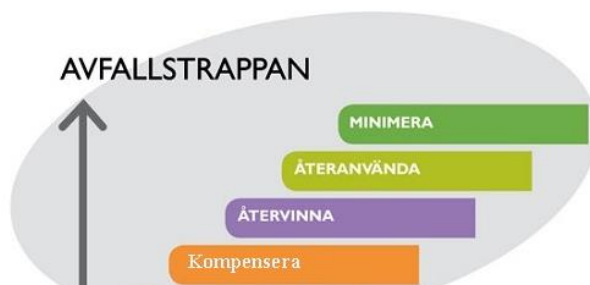 AVFALLSTRAPPAN
MINIMERA
ÅTERANVÄNDA
ÅTERVINNA
Kompensera